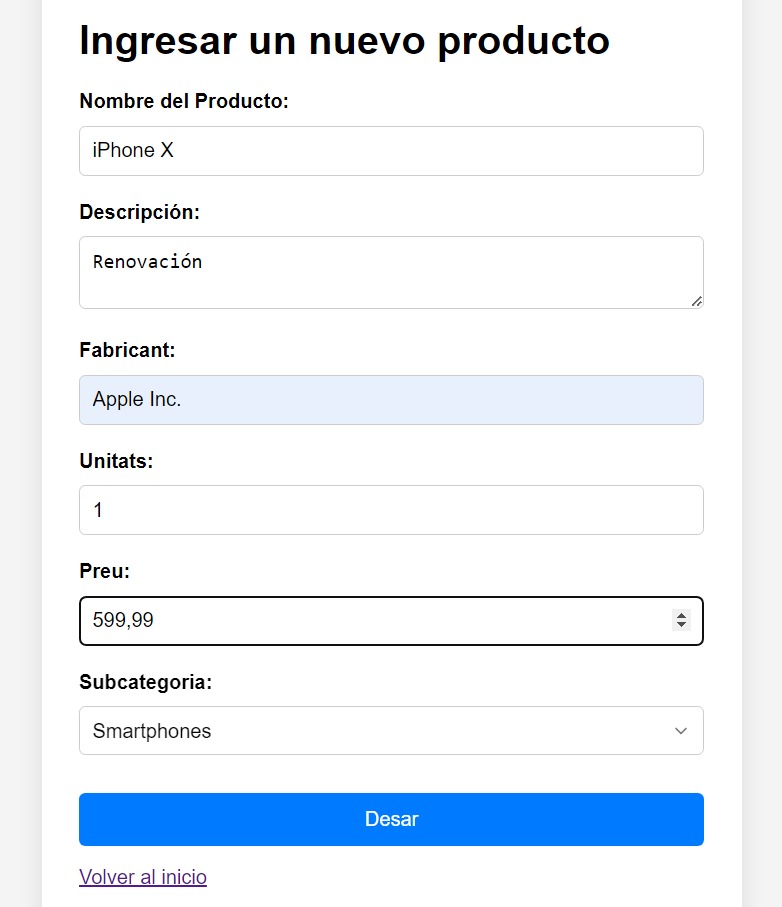 Ingresar un nuevo producto
Nombre del Producto:
iPhone X
Descripción:
Renovación
Fabricant:
Apple Inc.
Unitats:
1
Preu:
599,99
Subcategoria:
Smartphones
Desar
Volver al inicio